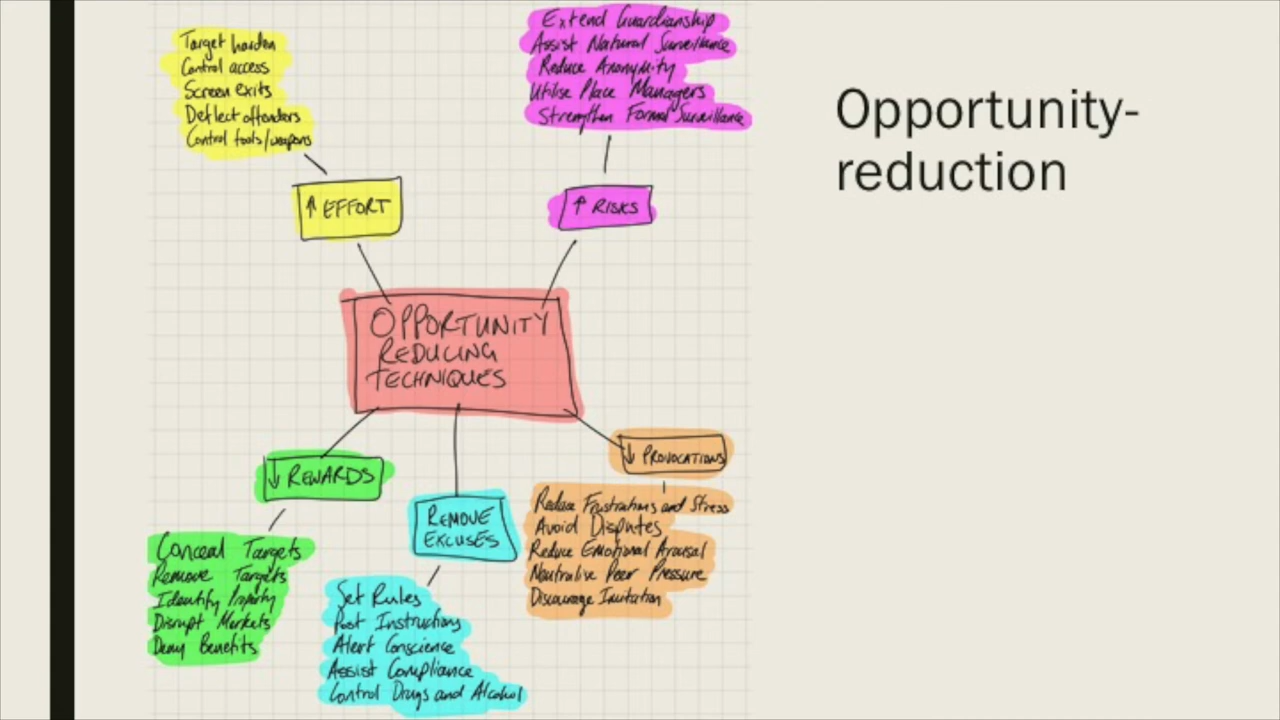 Target harden
Control access
Screen exits
Deflect offenders
Control tools/weapons
↑ EFFORT
Extend Guardianship
Assist Natural Surveillance
Reduce Anonymity
Utilise Place Managers
Strengthen Formal Surveillance
↑ RISKS
Opportunity-
reduction
OPPORTUNITY
REDUCING
TECHNIQUES
↓ REWARDS
Conceal Targets
Remove Targets
Identify Property
Disrupt Markets
Deny Benefits
REMOVE
EXCUSES
Set Rules
Post Instructions
Alert Conscience
Assist Compliance
Control Drugs and Alcohol
↓ PROVOCATIONS
Reduce Frustrations and Stress
Avoid Disputes
Reduce Emotional Arousal
Neutralise Peer Pressure
Discourage Imitation